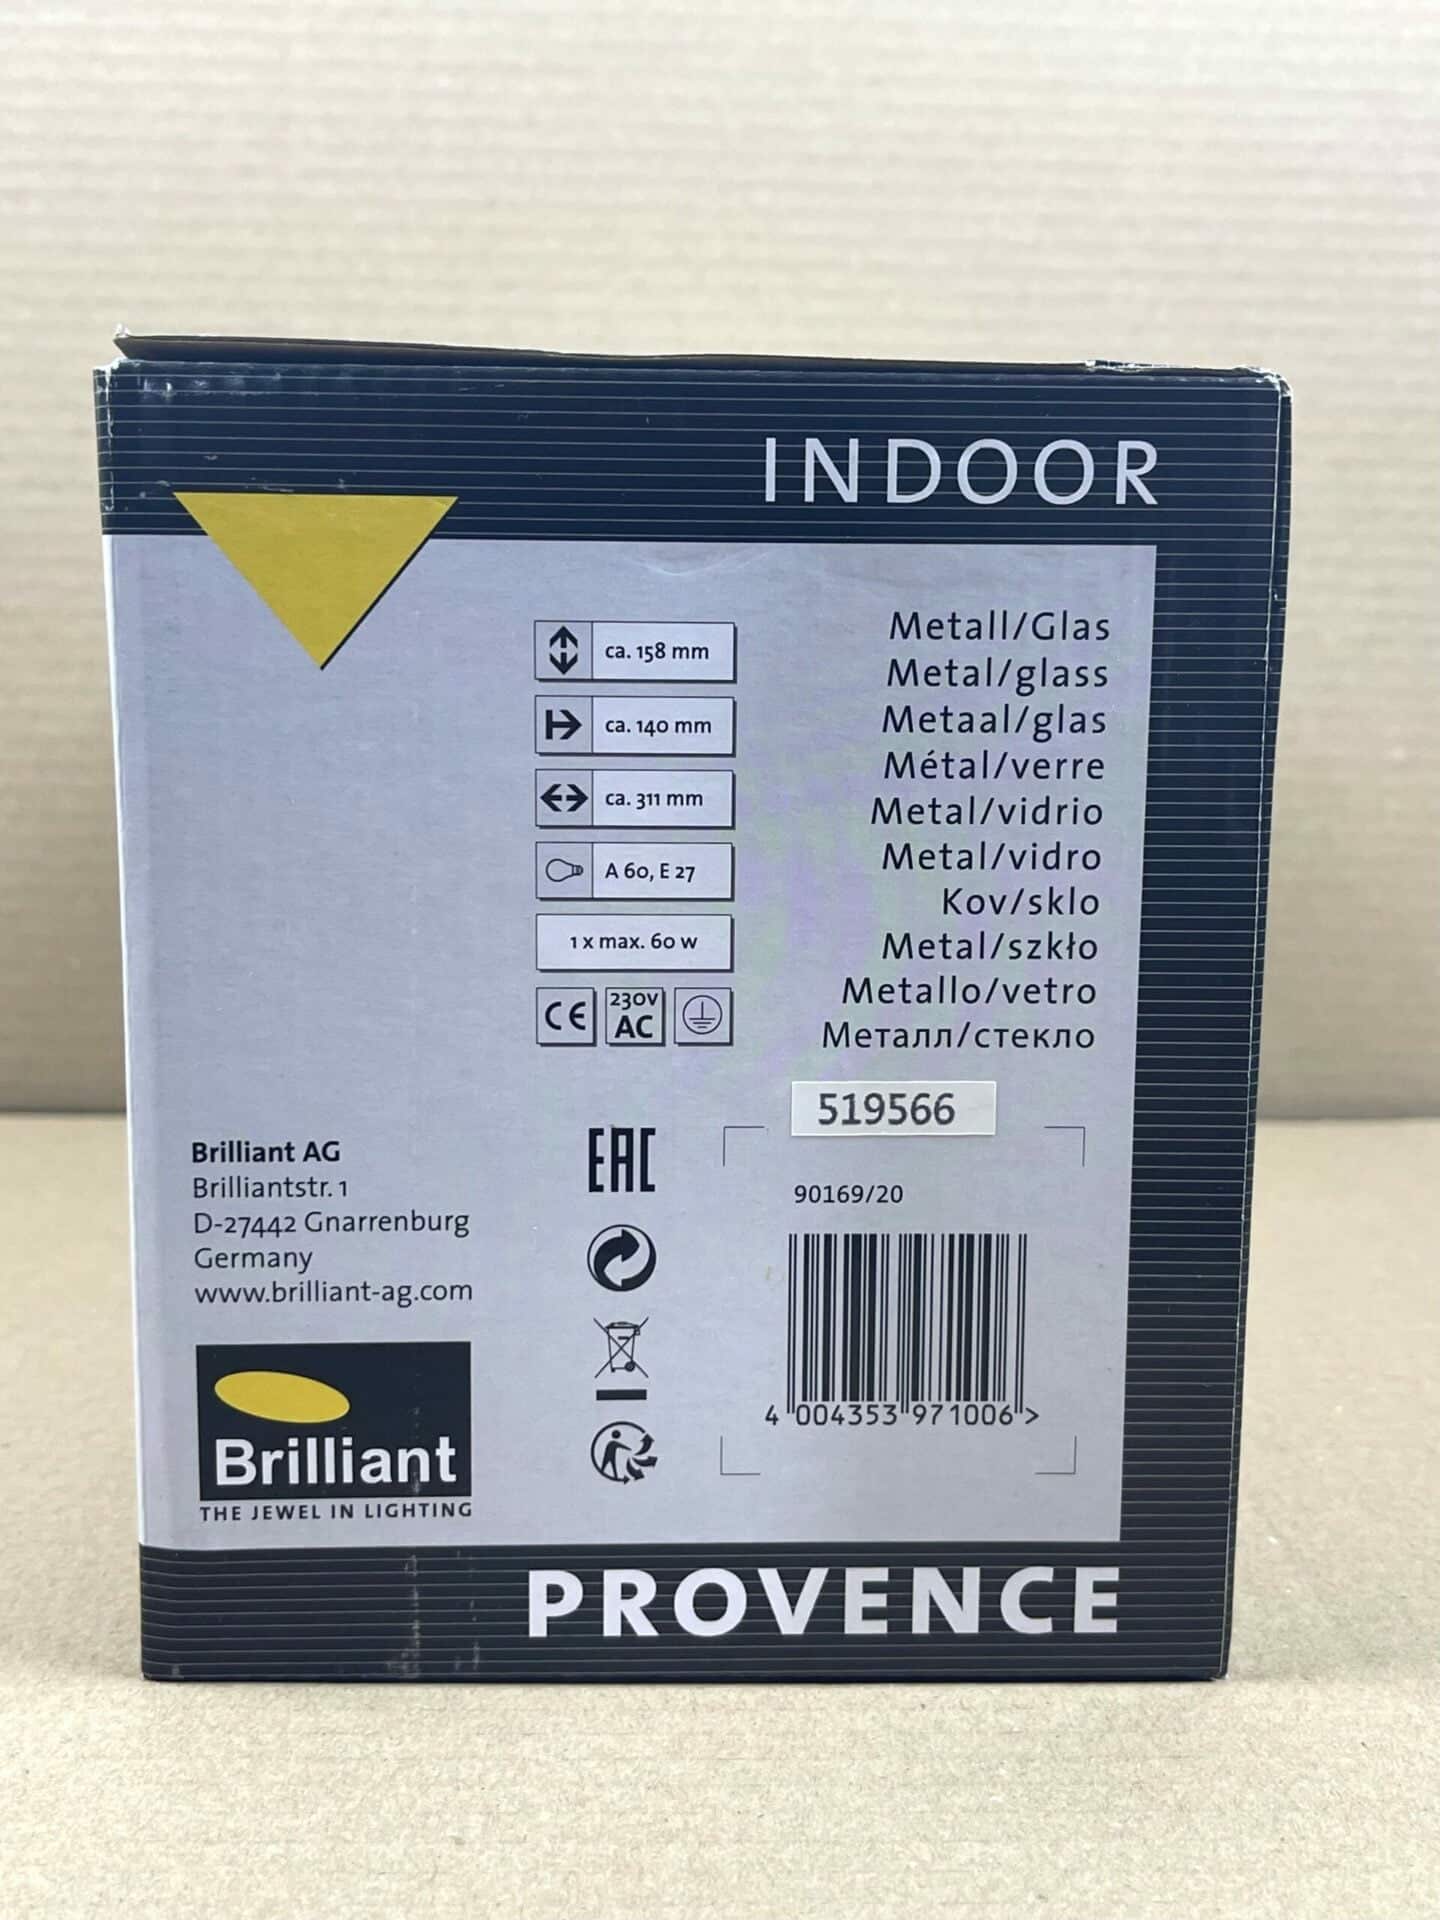 INDOOR
ca. 158 mm
ca. 140 mm
ca. 311 mm
A 60, E 27
1 x max. 60 W
CE
230V
AC
Metall/Glas
Metal/glass
Metaal/glas
Métal/verre
Metal/vidrio
Metal/vidro
Kov/sklo
Metal/szkło
Metallo/vetro
Металл/стекло
519566
Brilliant AG
Brilliantstr. 1
D-27442 Gnarrenburg
Germany
www.brilliant-ag.com
EAC
90169/20
4 004353 971006 >
Brilliant
THE JEWEL IN LIGHTING
PROVENCE